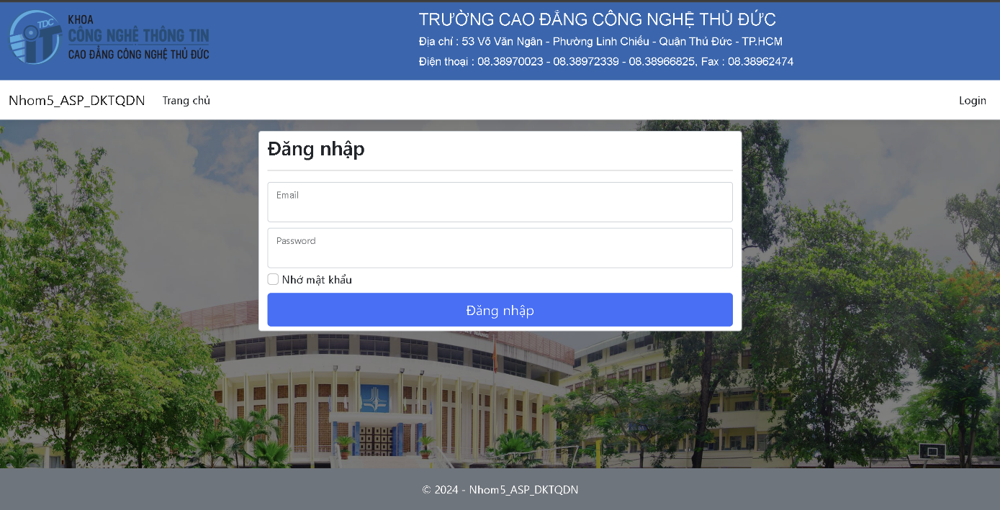 TDC
iT
KHOA
CÔNG NGHỆ THÔNG TIN
CAO ĐẲNG CÔNG NGHỆ THỦ ĐỨC
TRƯỜNG CAO ĐẲNG CÔNG NGHỆ THỦ ĐỨC
Địa chỉ : 53 Võ Văn Ngân - Phường Linh Chiểu - Quận Thủ Đức - TP.HCM
Điện thoại : 08.38970023 - 08.38972339 - 08.38966825, Fax : 08.38962474
Nhom5_ASP_DKTQDN Trang chủ Login
Đăng nhập
Email
Password
Nhớ mật khẩu
Đăng nhập
© 2024 - Nhom5_ASP_DKTQDN